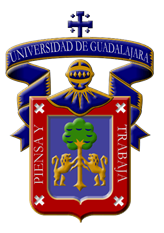 UNIVERSIDAD DE GUADALAJARA
PIENSA Y
TRABAJA